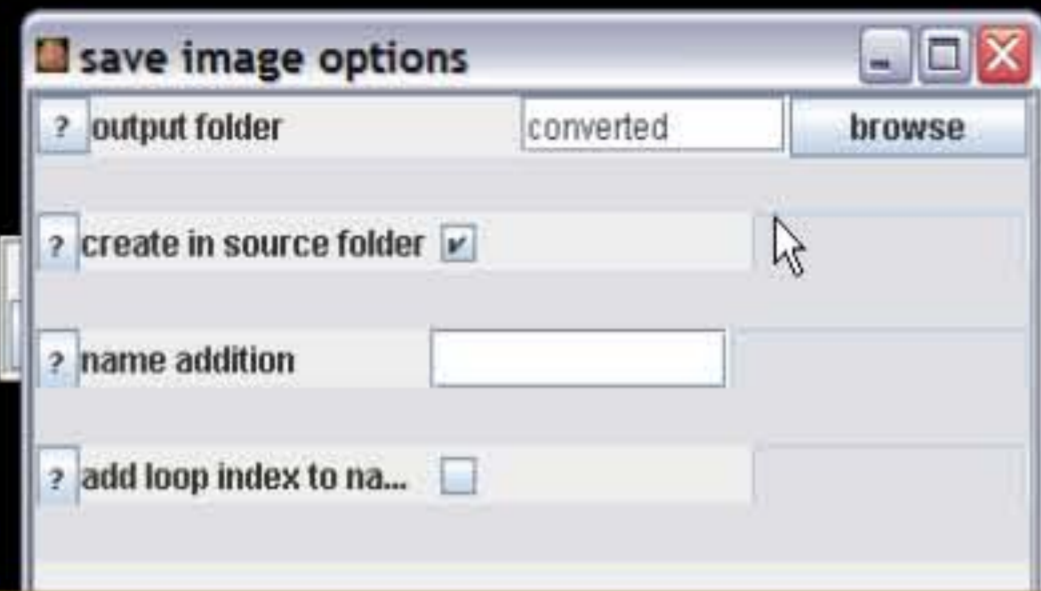 save image options
? output folder converted browse
? create in source folder
? name addition
? add loop index to na...